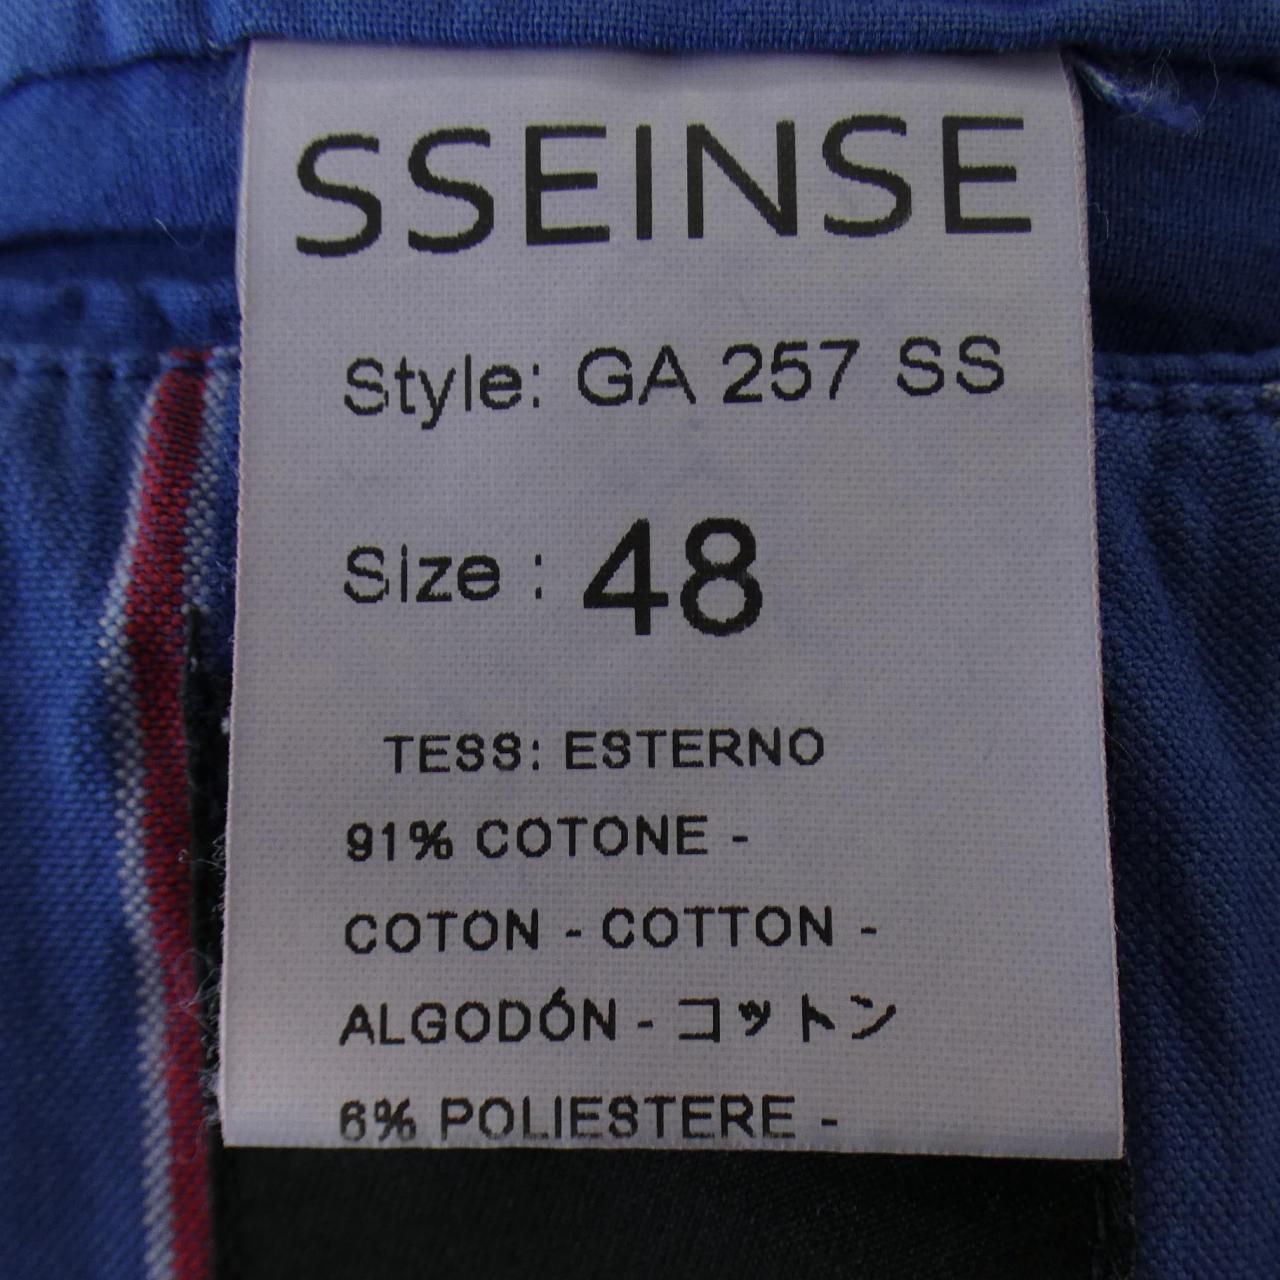 SSEINSE
Style: GA 257 SS
Size : 48
TESS: ESTERNO
91% COTONE -
COTON - COTTON -
ALGODÓN - コットン
6% POLIESTERE -